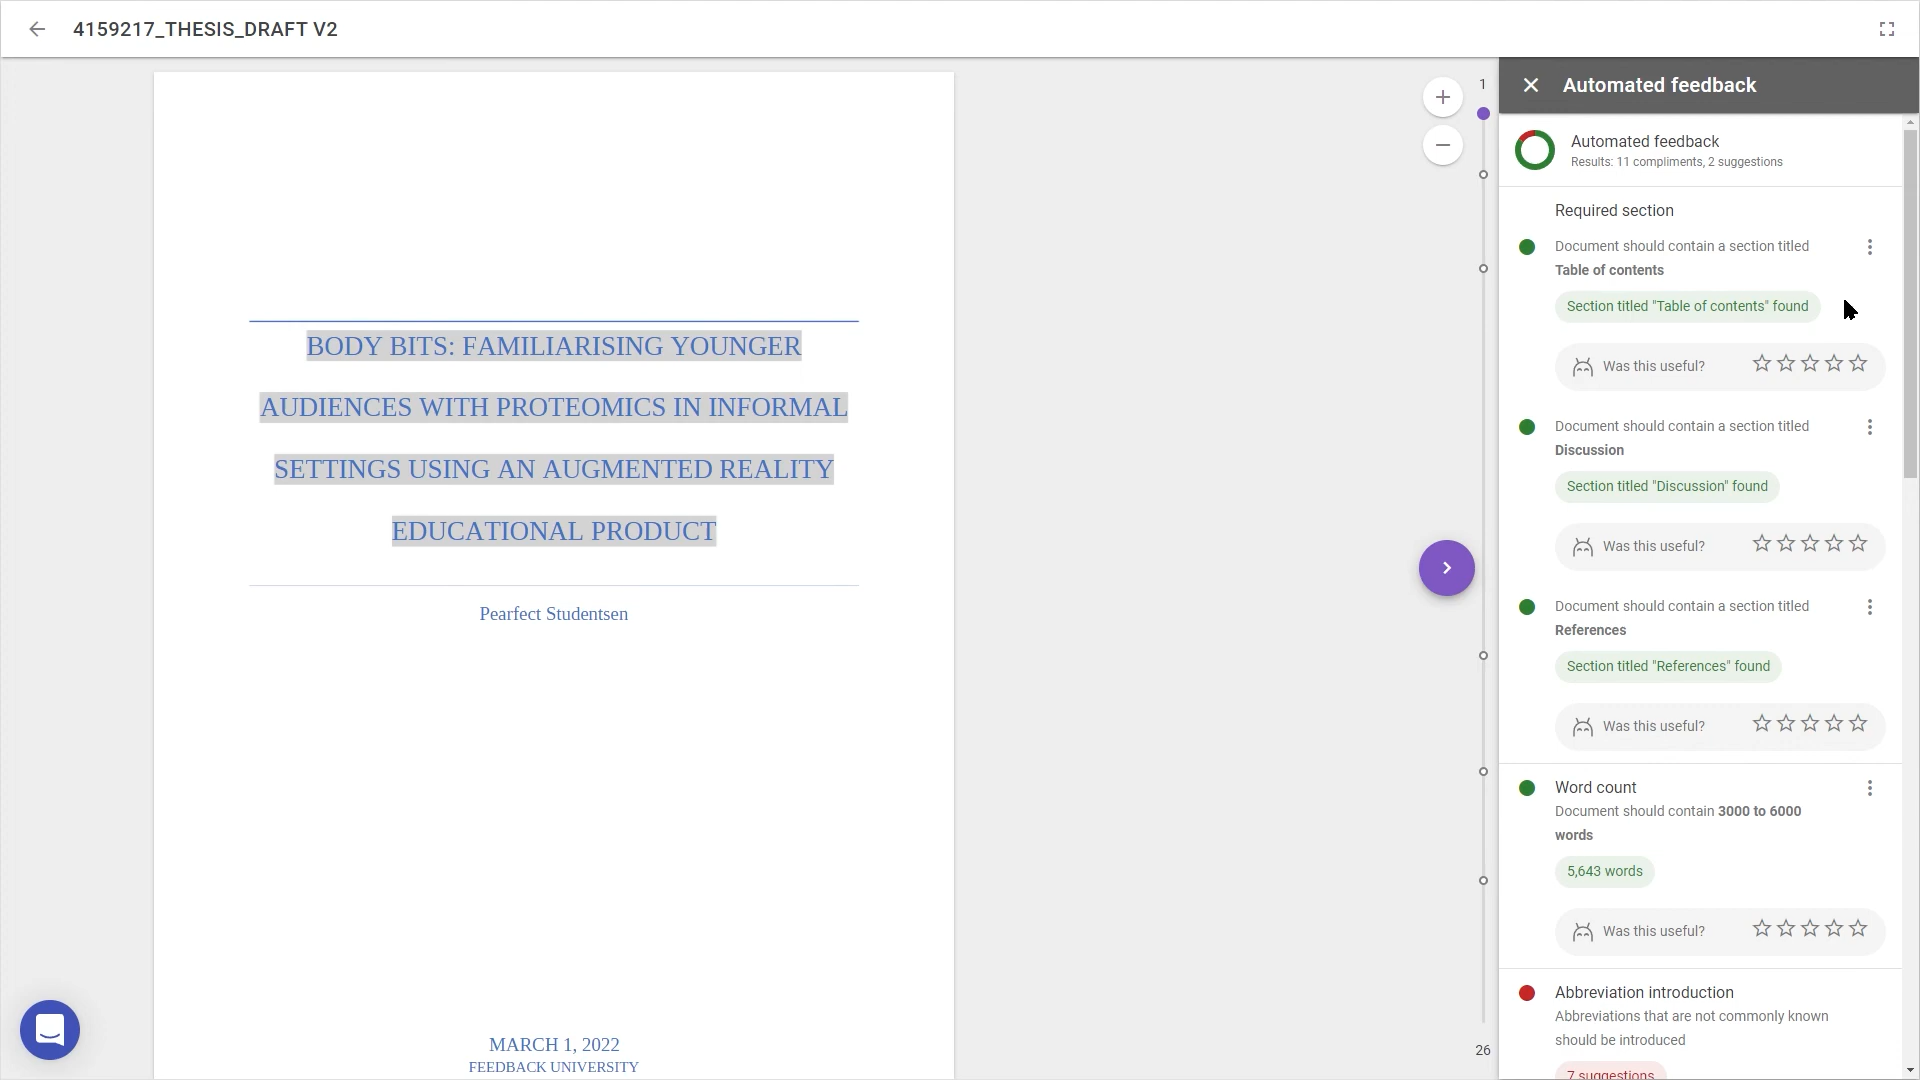 4159217_THESIS_DRAFT V2
BODY BITS: FAMILIARISING YOUNGER
AUDIENCES WITH PROTEOMICS IN INFORMAL
SETTINGS USING AN AUGMENTED REALITY
EDUCATIONAL PRODUCT
Pearfect Studentsen
MARCH 1, 2022
FEEDBACK UNIVERSITY
1
26
Automated feedback
Automated feedback
Results: 11 compliments, 2 suggestions
Required section
Document should contain a section titled
Table of contents
Section titled "Table of contents" found
Was this useful?
Document should contain a section titled
Discussion
Section titled "Discussion" found
Was this useful?
Document should contain a section titled
References
Section titled "References" found
Was this useful?
Word count
Document should contain 3000 to 6000
words
5,643 words
Was this useful?
Abbreviation introduction
Abbreviations that are not commonly known
should be introduced
7 suggestions